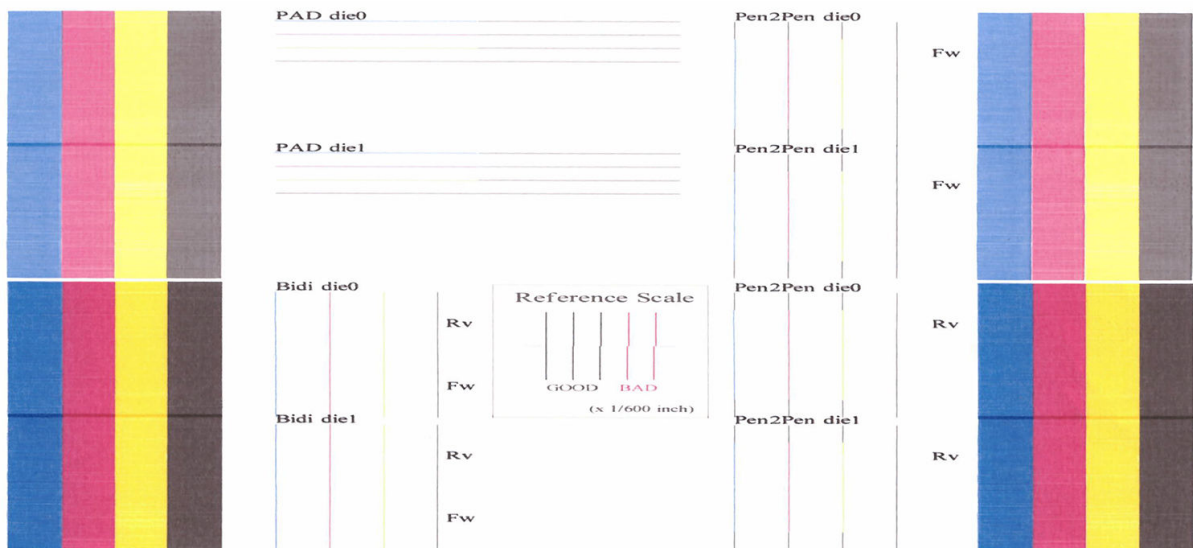 PAD die0
Pen2Pen die0
Fw
PAD die1
Pen2Pen die1
Fw
Bidi die0
Rv
Fw
Reference Scale
GOOD BAD
(x 1/600 inch)
Pen2Pen die0
Rv
Bidi die1
Rv
Fw
Pen2Pen die1
Rv